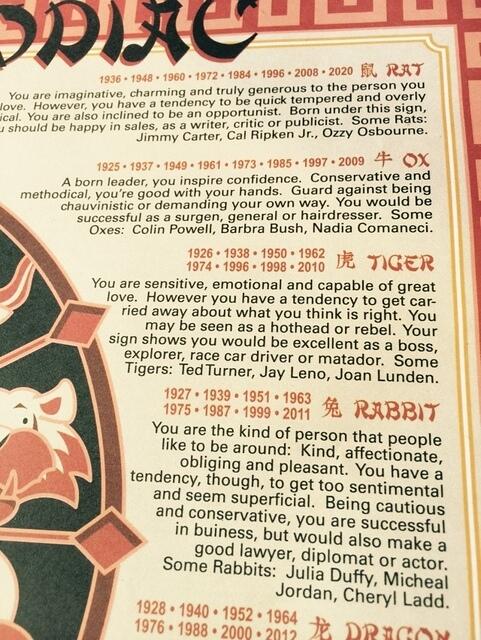 ODIAC
1936 • 1948 • 1960 • 1972 • 1984 • 1996 • 2008 • 2020 鼠 RAT
You are imaginative, charming and truly generous to the person you
love. However, you have a tendency to be quick tempered and overly
ical. You are also inclined to be an opportunist. Born under this sign,
u should be happy in sales, as a writer, critic or publicist. Some Rats:
Jimmy Carter, Cal Ripken Jr., Ozzy Osbourne.
1925 • 1937 • 1949 • 1961 • 1973 • 1985 • 1997 • 2009 牛 OX
A born leader, you inspire confidence. Conservative and
methodical, you're good with your hands. Guard against being
chauvinistic or demanding your own way. You would be
successful as a surgen, general or hairdresser. Some
Oxes: Colin Powell, Barbra Bush, Nadia Comaneci.
1926 • 1938 • 1950 • 1962
1974 • 1996 • 1998 • 2010 虎 TIGER
You are sensitive, emotional and capable of great
love. However you have a tendency to get car-
ried away about what you think is right. You
may be seen as a hothead or rebel. Your
sign shows you would be excellent as a boss,
explorer, race car driver or matador. Some
Tigers: Ted Turner, Jay Leno, Joan Lunden.
1927 • 1939 • 1951 • 1963
1975 • 1987 • 1999 • 2011 兔 RABBIT
You are the kind of person that people
like to be around: Kind, affectionate,
obliging and pleasant. You have a
tendency, though, to get too sentimental
and seem superficial. Being cautious
and conservative, you are successful
in buiness, but would also make a
good lawyer, diplomat or actor.
Some Rabbits: Julia Duffy, Micheal
Jordan, Cheryl Ladd.
1928 • 1940 • 1952 • 1964
1976 • 1988 • 2000 • 2012 龙 DRAGON